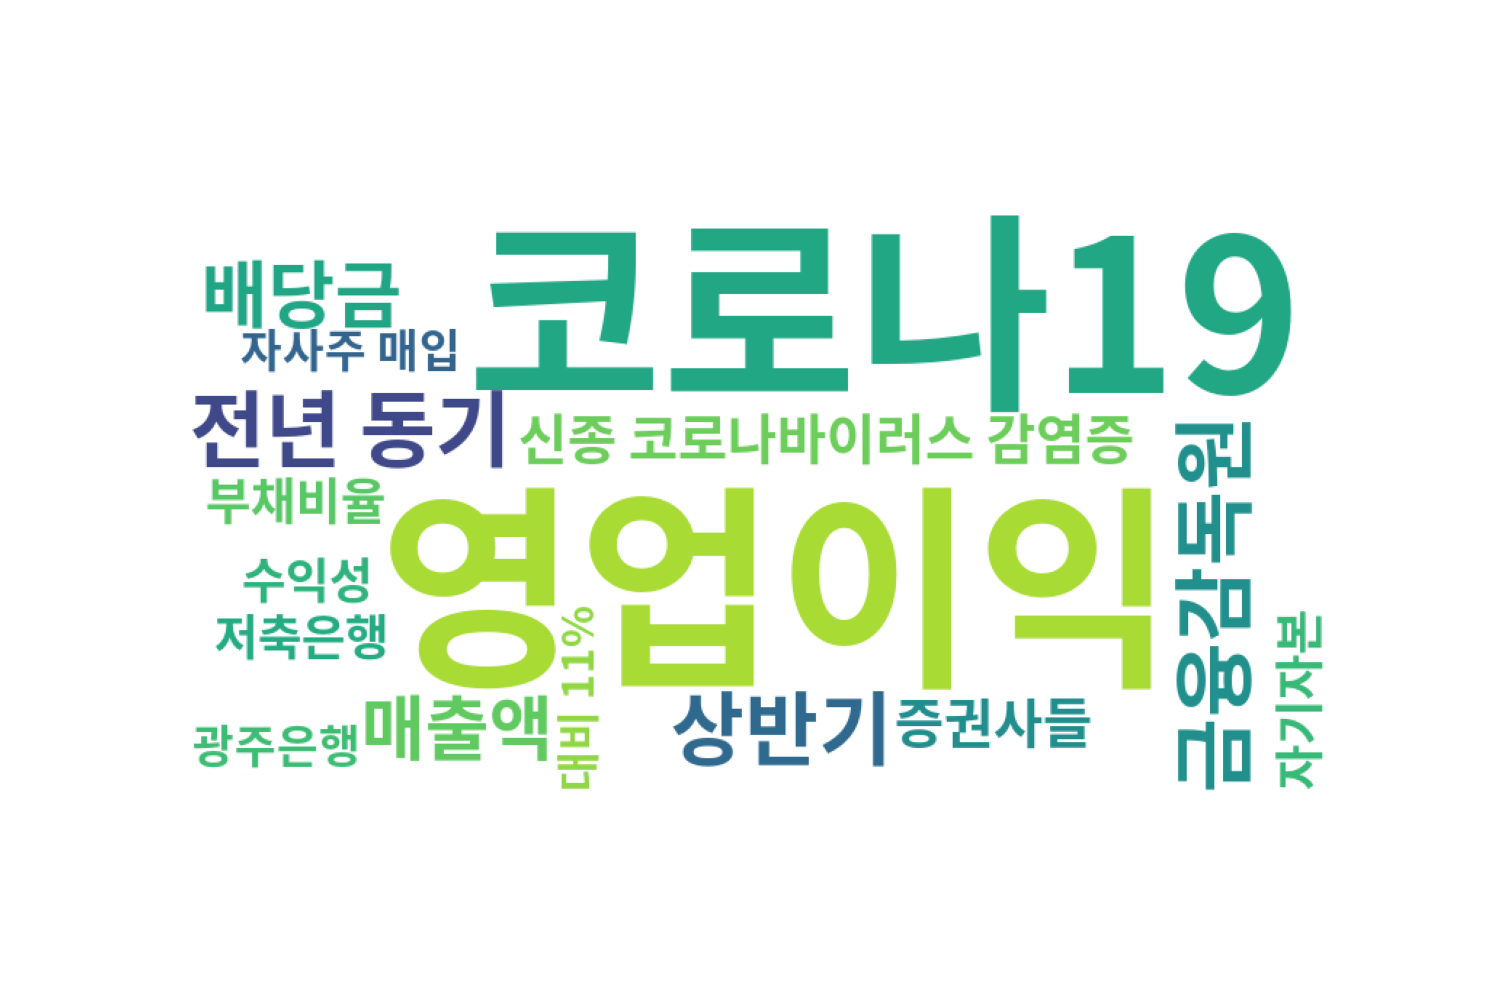 코로나19
배당금
자사주 매입
전년 동기
신종 코로나바이러스 감염증
부채비율
영업이익
금융감독원
수익성
저축은행
대비 11%
자기자본
매출액
상반기
증권사들
광주은행